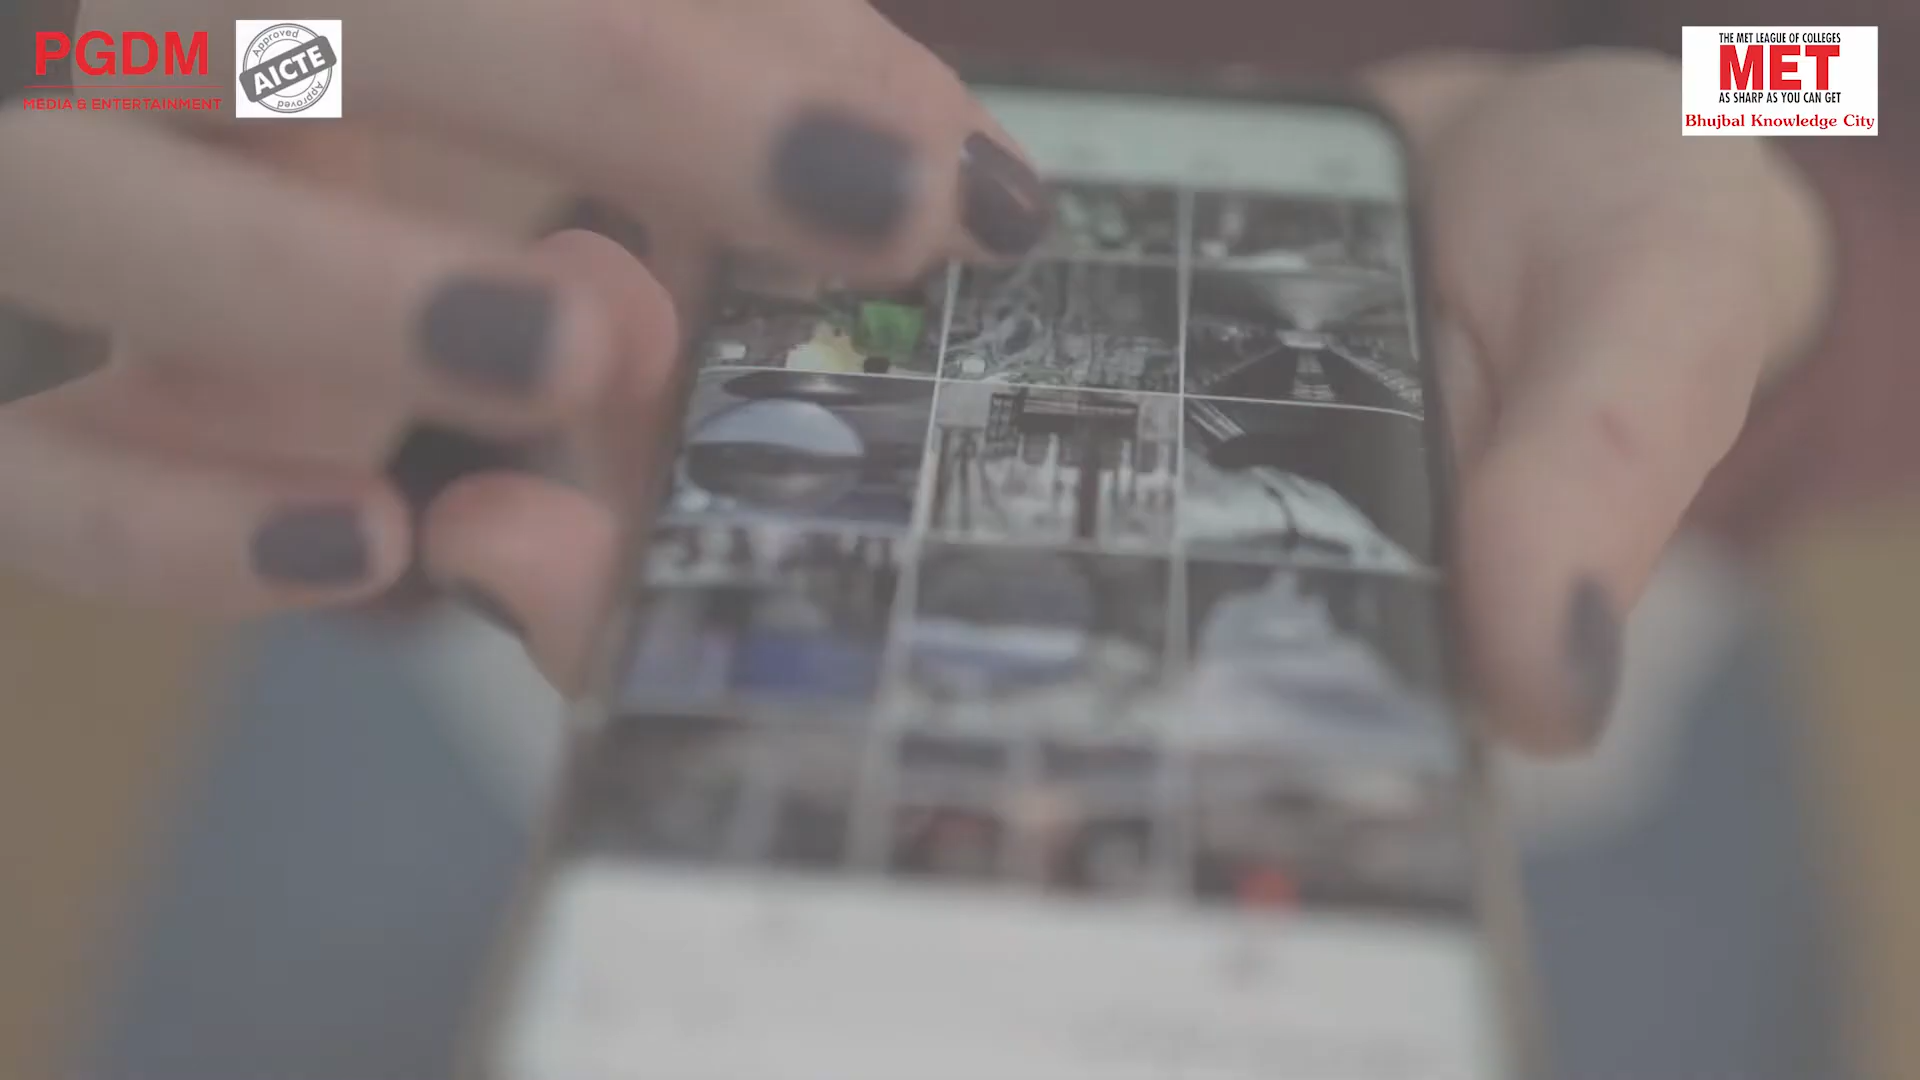 PGDM
MEDIA & ENTERTAINMENT
Approved
AICTE
Approved
THE MET LEAGUE OF COLLEGES
MET
AS SHARP AS YOU CAN GET
Bhujbal Knowledge City